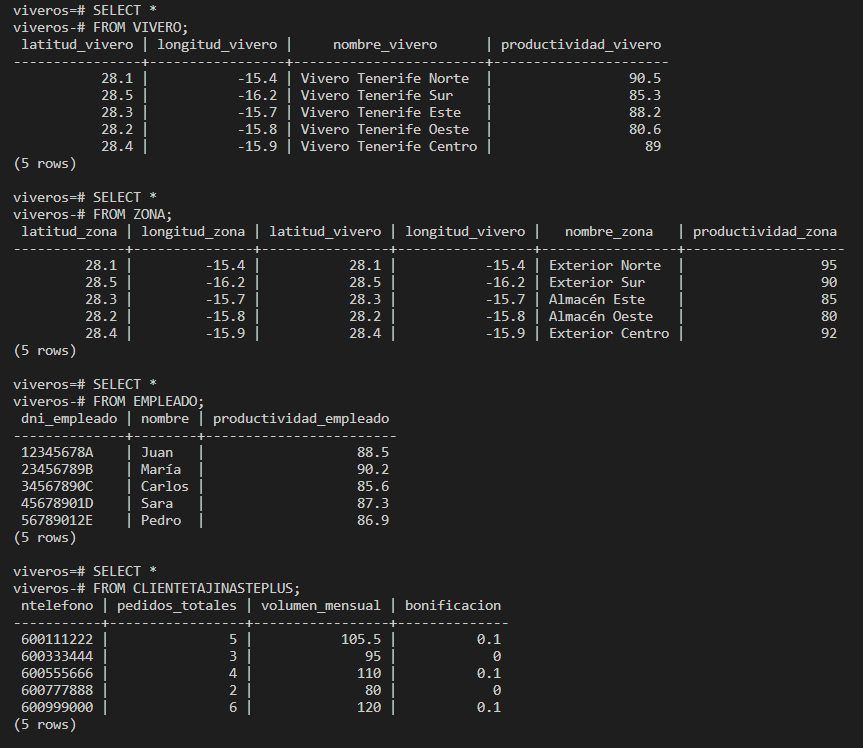 viveros=# SELECT *
viveros-# FROM VIVERO;
 latitud_vivero | longitud_vivero |     nombre_vivero      | productividad_vivero
----------------+-----------------+------------------------+----------------------
           28.1 |           -15.4 | Vivero Tenerife Norte  |                 90.5
           28.5 |           -16.2 | Vivero Tenerife Sur    |                 85.3
           28.3 |           -15.7 | Vivero Tenerife Este   |                 88.2
           28.2 |           -15.8 | Vivero Tenerife Oeste  |                 80.6
           28.4 |           -15.9 | Vivero Tenerife Centro |                   89
(5 rows)

viveros=# SELECT *
viveros-# FROM ZONA;
 latitud_zona | longitud_zona | latitud_vivero | longitud_vivero |   nombre_zona   | productividad_zona
--------------+---------------+----------------+-----------------+-----------------+--------------------
         28.1 |         -15.4 |           28.1 |           -15.4 | Exterior Norte  |                 95
         28.5 |         -16.2 |           28.5 |           -16.2 | Exterior Sur    |                 90
         28.3 |         -15.7 |           28.3 |           -15.7 | Almacén Este    |                 85
         28.2 |         -15.8 |           28.2 |           -15.8 | Almacén Oeste   |                 80
         28.4 |         -15.9 |           28.4 |           -15.9 | Exterior Centro |                 92
(5 rows)

viveros=# SELECT *
viveros-# FROM EMPLEADO;
 dni_empleado | nombre | productividad_empleado
--------------+--------+------------------------
 12345678A    | Juan   |                   88.5
 23456789B    | María  |                   90.2
 34567890C    | Carlos |                   85.6
 45678901D    | Sara   |                   87.3
 56789012E    | Pedro  |                   86.9
(5 rows)

viveros=# SELECT *
viveros-# FROM CLIENTETAJINASTEPLUS;
 ntelefono | pedidos_totales | volumen_mensual | bonificacion
-----------+-----------------+-----------------+--------------
 600111222 |               5 |           105.5 |          0.1
 600333444 |               3 |              95 |            0
 600555666 |               4 |             110 |          0.1
 600777888 |               2 |              80 |            0
 600999000 |               6 |             120 |          0.1
(5 rows)